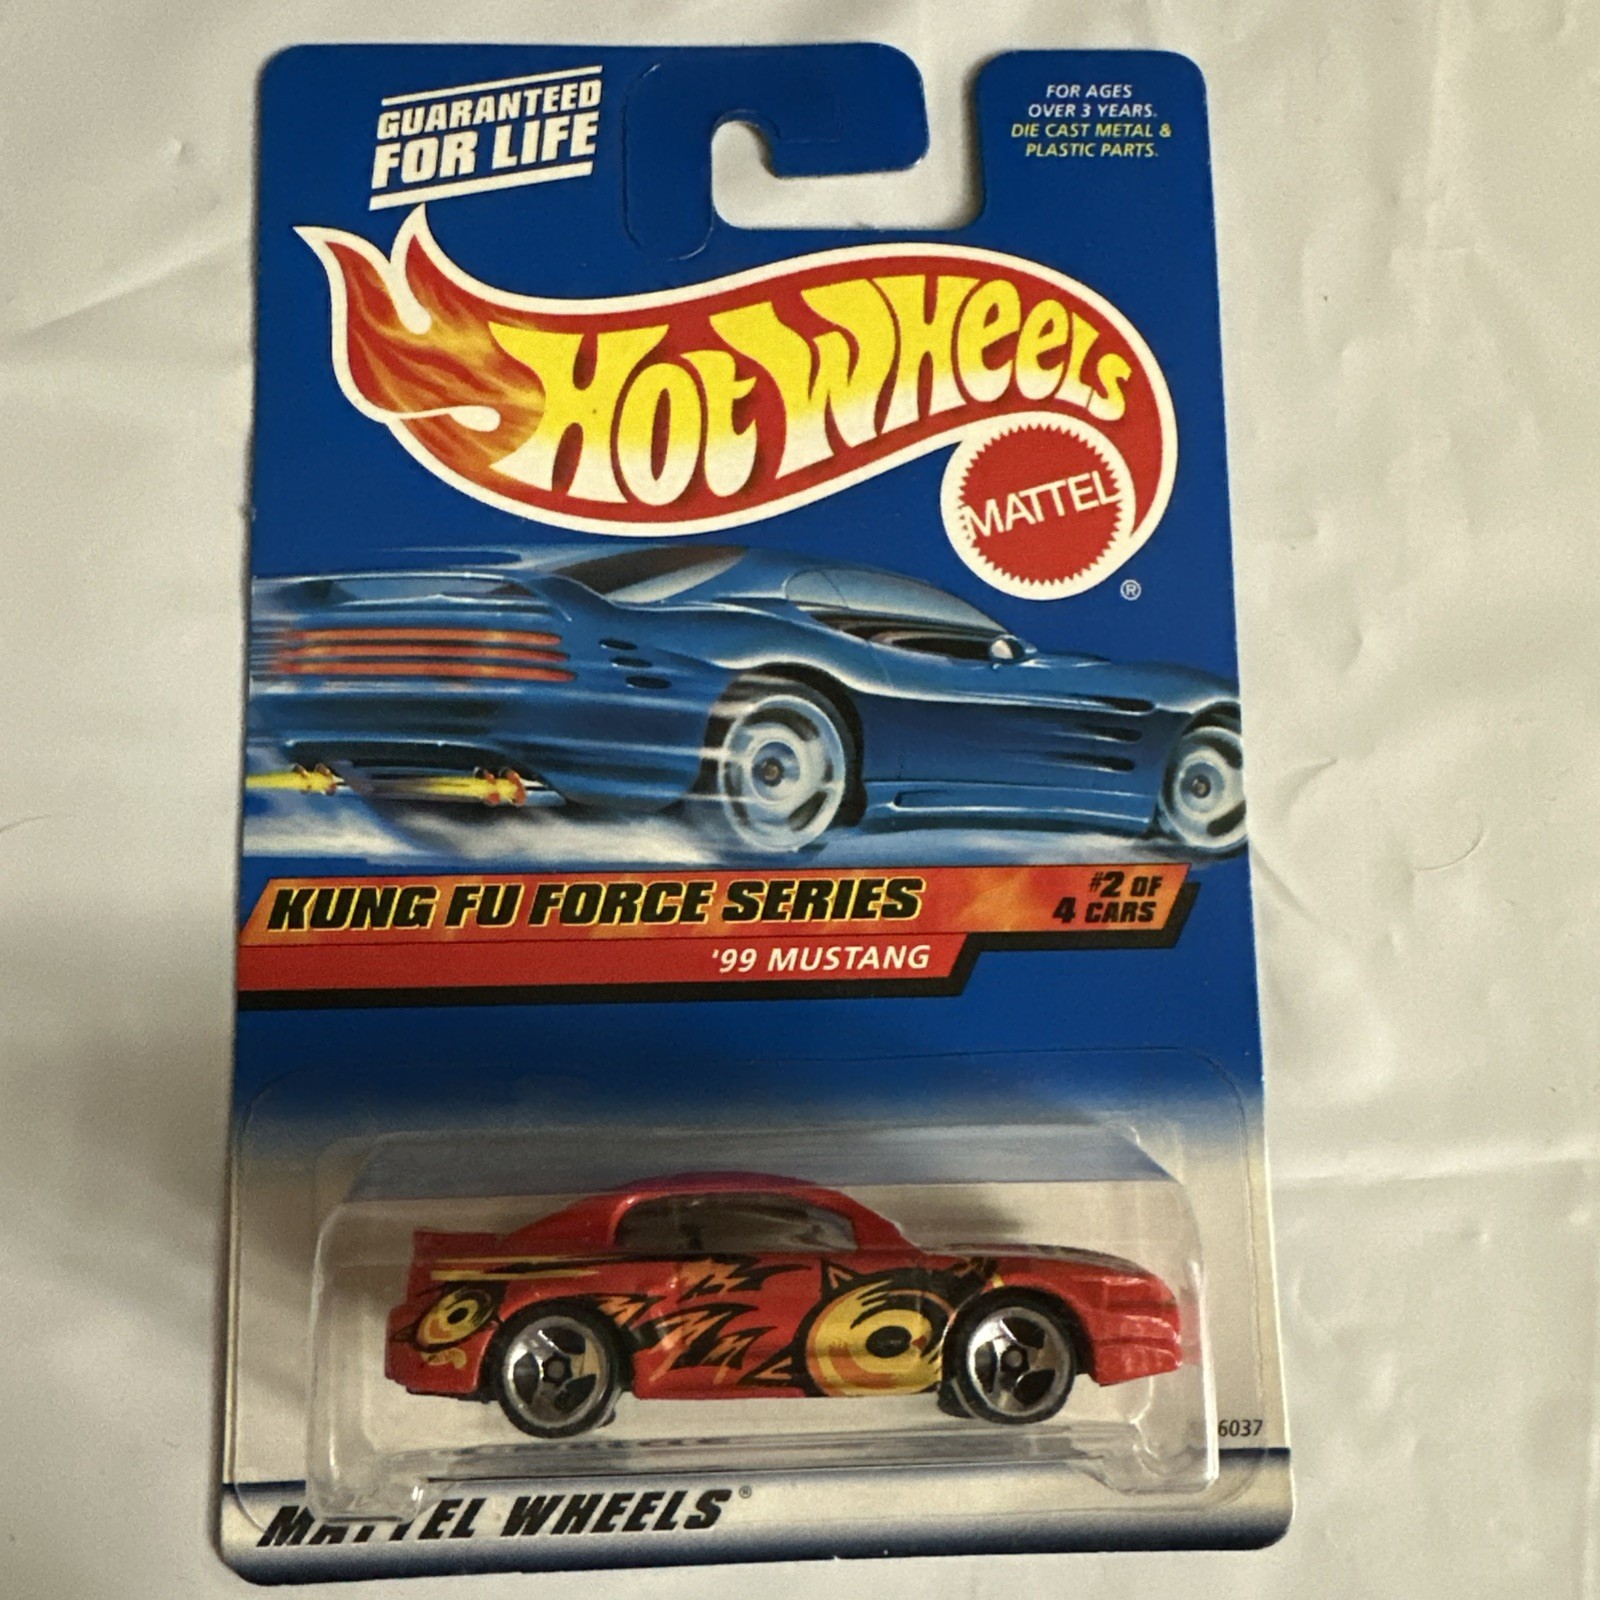 GUARANTEED
FOR LIFE
FOR AGES
OVER 3 YEARS.
DIE CAST METAL &
PLASTIC PARTS.
HOT WHEELS
MATTEL
®
KUNG FU FORCE SERIES
#2 OF
4 CARS
'99 MUSTANG
6037
MATTEL WHEELS®